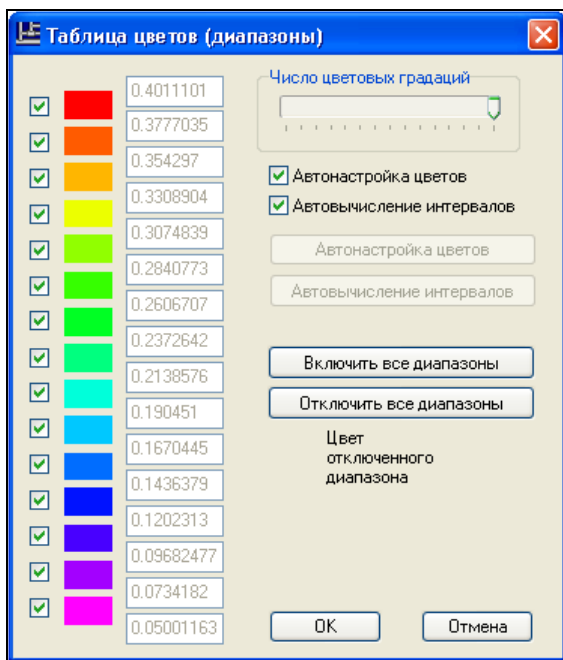 Таблица цветов (диапазоны)
0.4011101
0.3777035
0.354297
0.3308904
0.3074839
0.2840773
0.2606707
0.2372642
0.2138576
0.190451
0.1670445
0.1436379
0.1202313
0.09682477
0.0734182
0.05001163
Число цветовых градаций
Автонастройка цветов
Автовычисление интервалов
Автонастройка цветов
Автовычисление интервалов
Включить все диапазоны
Отключить все диапазоны
Цвет
отключенного
диапазона
OK
Отмена